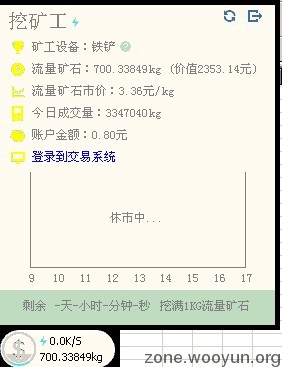 挖矿工
矿工设备：铁铲
流量矿石：700.33849kg (价值2353.14元)
流量矿石市价：3.36元/kg
今日成交量：3347040kg
账户金额：0.80元
登录到交易系统
休市中...
9 10 11 12 13 14 15 16 17
剩余 -天-小时-分钟-秒 挖满1KG流量矿石
0.0K/S
700.33849kg
zone.wooyun.org